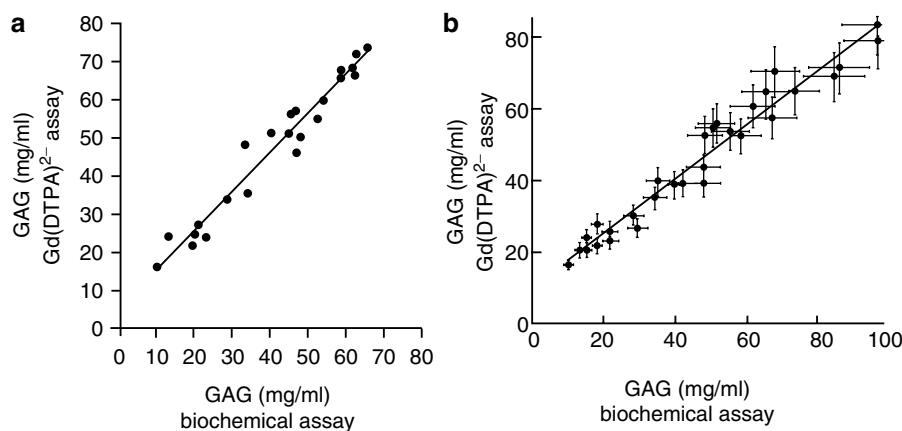 a
GAG (mg/ml)
Gd(DTPA)²⁻ assay
80
70
60
50
40
30
20
10
0
0 10 20 30 40 50 60 70 80
GAG (mg/ml)
biochemical assay
b
GAG (mg/ml)
Gd(DTPA)²⁻ assay
80
60
40
20
0
0 20 40 60 80 100
GAG (mg/ml)
biochemical assay